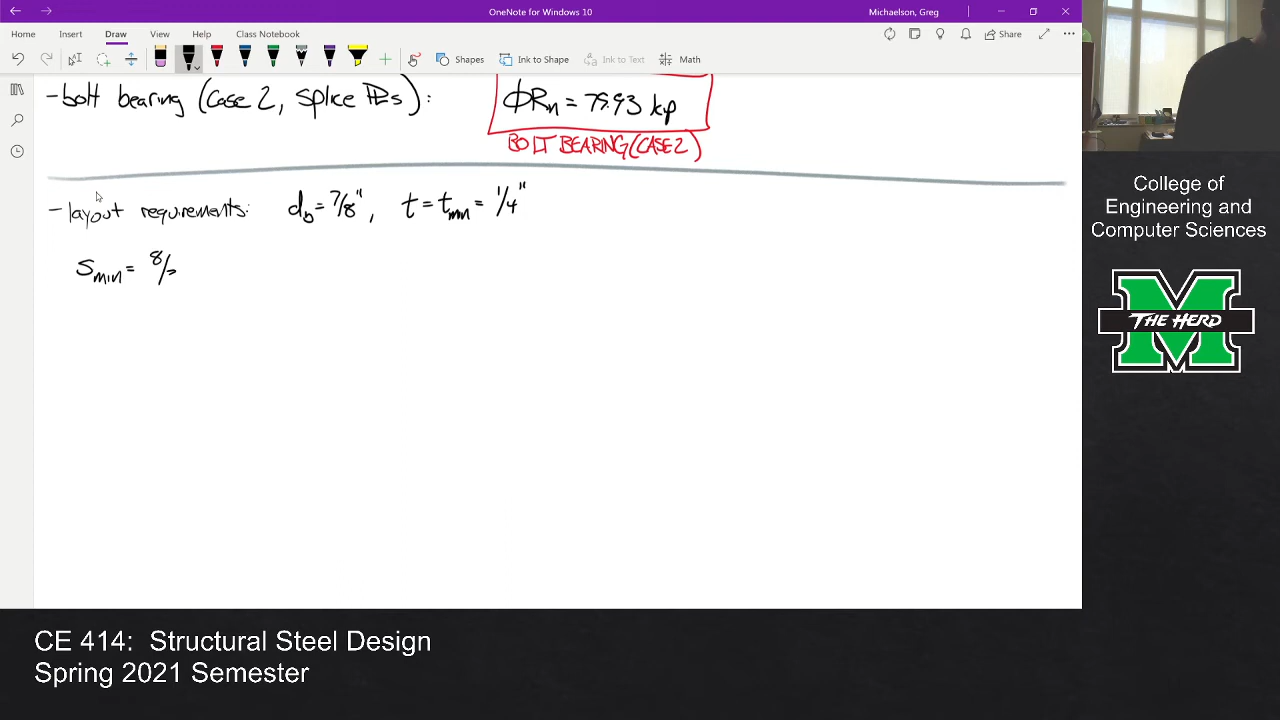 OneNote for Windows 10
Michaelson, Greg
Home Insert Draw View Help Class Notebook
Share
Shapes Ink to Shape Ink to Text Math
- bolt bearing (Case 2, splice PLs): ϕRn = 79.93 kip
BOLT BEARING (CASE 2)
- layout requirements: db = 7/8", t = tmin = 1/4"
smin = 8/3
College of
Engineering and
Computer Sciences
THE HERD
CE 414: Structural Steel Design
Spring 2021 Semester